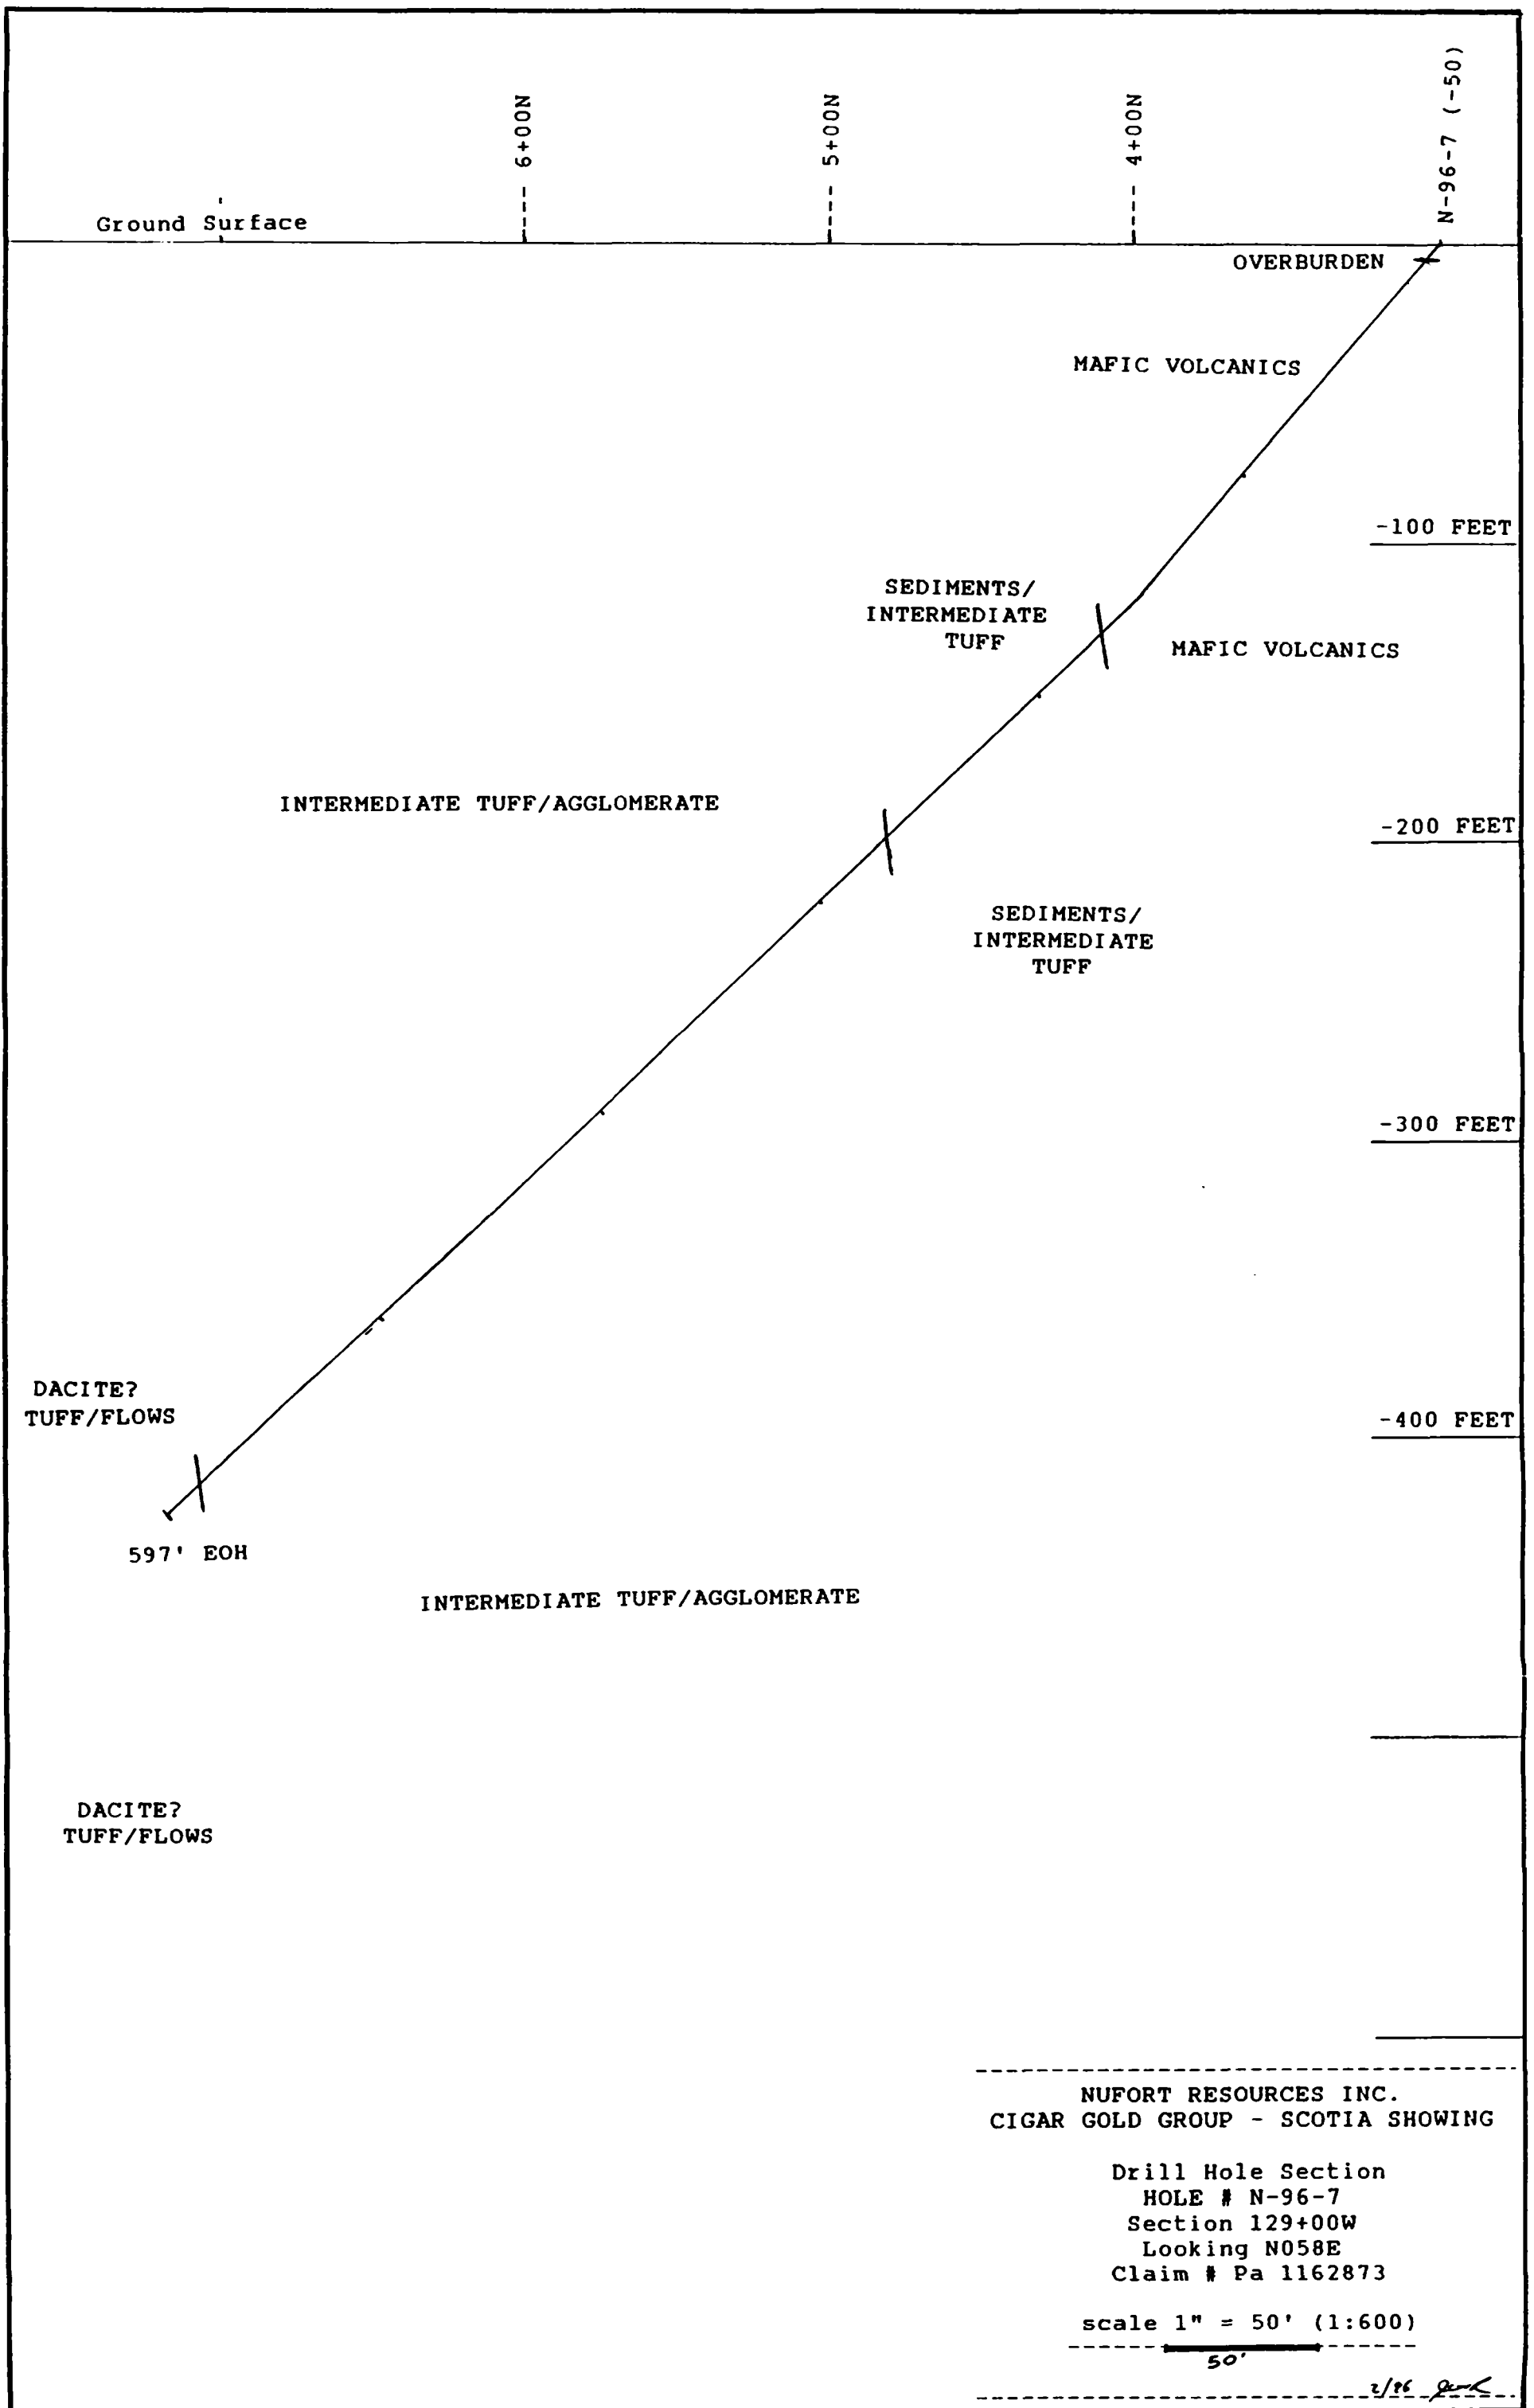 6+00N
5+00N
4+00N
N-96-7 (-50)
Ground Surface
OVERBURDEN
MAFIC VOLCANICS
-100 FEET
SEDIMENTS/
INTERMEDIATE
TUFF
MAFIC VOLCANICS
INTERMEDIATE TUFF/AGGLOMERATE
-200 FEET
SEDIMENTS/
INTERMEDIATE
TUFF
-300 FEET
DACITE?
TUFF/FLOWS
-400 FEET
597' EOH
INTERMEDIATE TUFF/AGGLOMERATE
DACITE?
TUFF/FLOWS
NUFORT RESOURCES INC.
CIGAR GOLD GROUP - SCOTIA SHOWING
Drill Hole Section
HOLE # N-96-7
Section 129+00W
Looking N058E
Claim # Pa 1162873
scale 1" = 50' (1:600)
50'
2/96